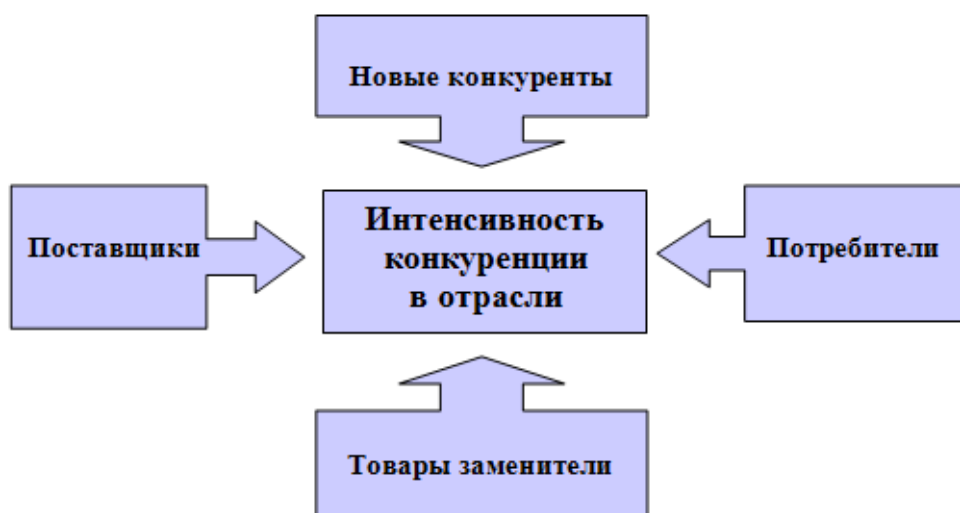 Новые конкуренты
Поставщики
Интенсивность
конкуренции
в отрасли
Потребители
Товары заменители